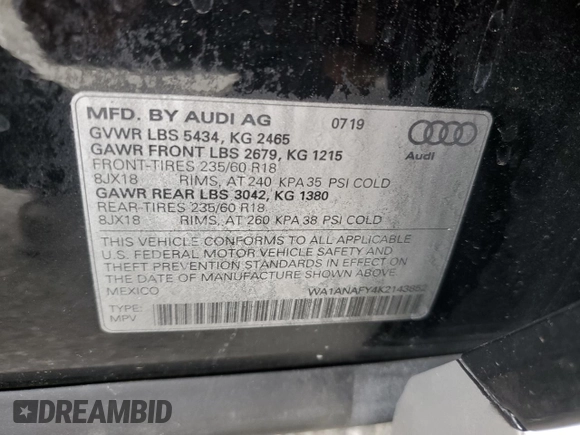 MFD. BY AUDI AG 07/19
GVWR LBS 5434, KG 2465
GAWR FRONT LBS 2679, KG 1215
FRONT-TIRES 235/60 R18
8JX18 RIMS, AT 240 KPA 35 PSI COLD
GAWR REAR LBS 3042, KG 1380
REAR-TIRES 235/60 R18
8JX18 RIMS, AT 260 KPA 38 PSI COLD
Audi
THIS VEHICLE CONFORMS TO ALL APPLICABLE
U.S. FEDERAL MOTOR VEHICLE SAFETY AND
THEFT PREVENTION STANDARDS IN EFFECT ON
THE DATE OF MANUFACTURE SHOWN ABOVE.
MEXICO
TYPE:
MPV
DREAMBID